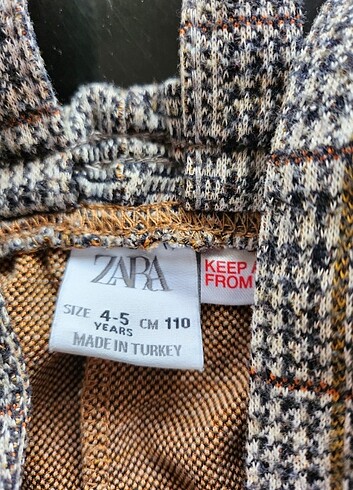 ZARA
SIZE 4-5 CM 110
YEARS
MADE IN TURKEY
KEEP
FROM